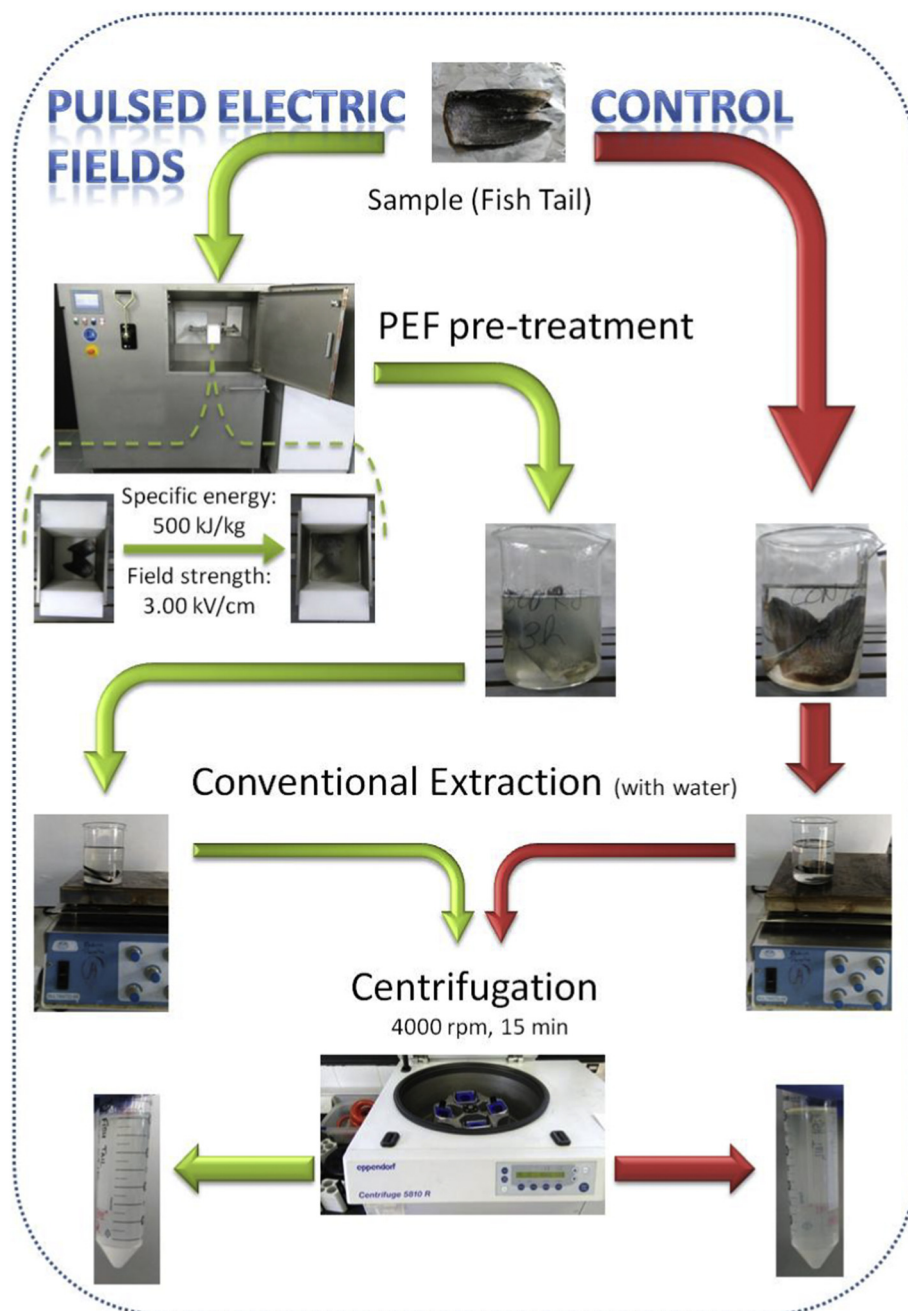 PULSED ELECTRIC
FIELDS
CONTROL
Sample (Fish Tail)
PEF pre-treatment
Specific energy:
500 kJ/kg
Field strength:
3.00 kV/cm
3h
Conventional Extraction (with water)
Centrifugation
4000 rpm, 15 min
eppendorf
Centrifuge 5810 R